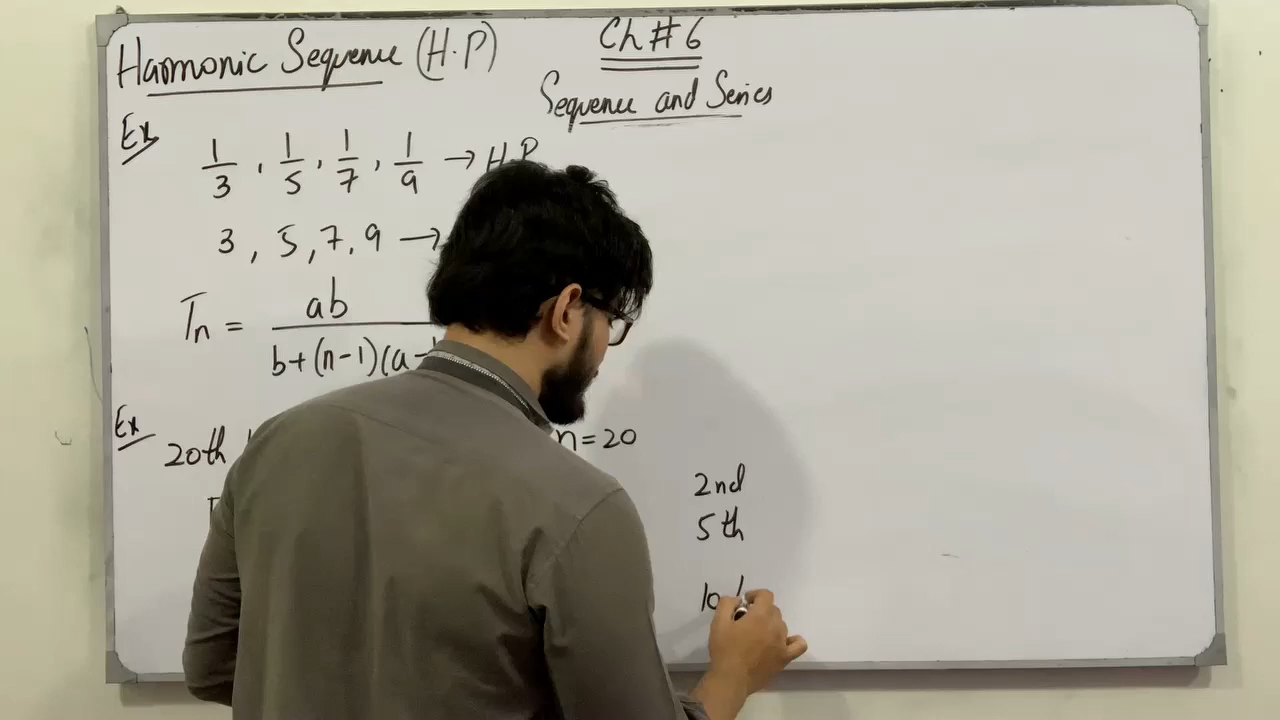 Harmonic Sequence (H.P)
Ch # 6
Sequence and Series
Ex
1/3 , 1/5 , 1/7 , 1/9 → H.P
3 , 5 , 7 , 9 →
Tn = ab / b+(n-1)(a-
Ex
20th
n=20
2nd
5th
10